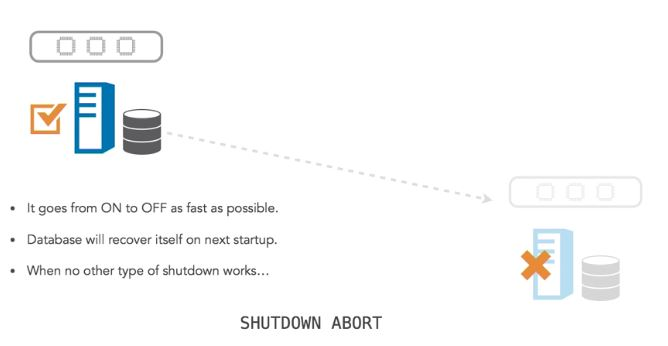 • It goes from ON to OFF as fast as possible.
• Database will recover itself on next startup.
• When no other type of shutdown works...
SHUTDOWN ABORT